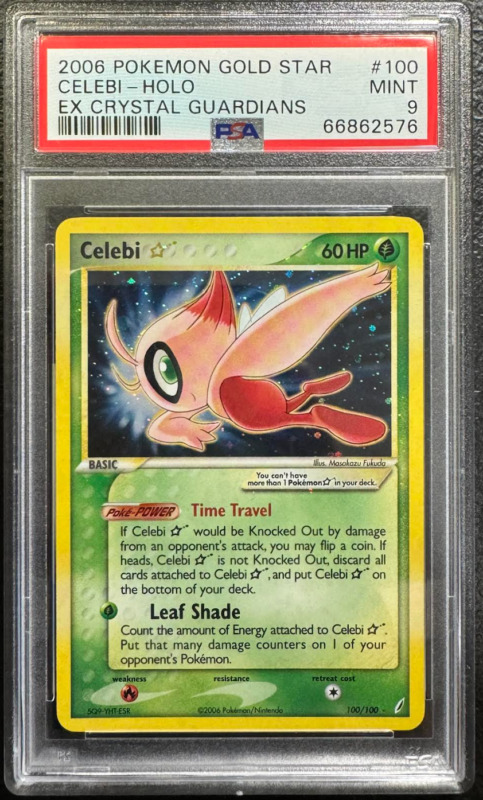 2006 POKEMON GOLD STAR #100
CELEBI - HOLO MINT
EX CRYSTAL GUARDIANS 9
PSA 66862576
Celebi ☆ 60 HP
BASIC Illus. Masakazu Fukuda
You can't have
more than 1 Pokémon☆ in your deck.
Poké-POWER Time Travel
If Celebi ☆ would be Knocked Out by damage
from an opponent's attack, you may flip a coin. If
heads, Celebi ☆ is not Knocked Out, discard all
cards attached to Celebi ☆, and put Celebi ☆ on
the bottom of your deck.
Leaf Shade
Count the amount of Energy attached to Celebi ☆.
Put that many damage counters on 1 of your
opponent's Pokémon.
weakness resistance retreat cost
SQ9-YHT-ESR ©2006 Pokémon/Nintendo 100/100